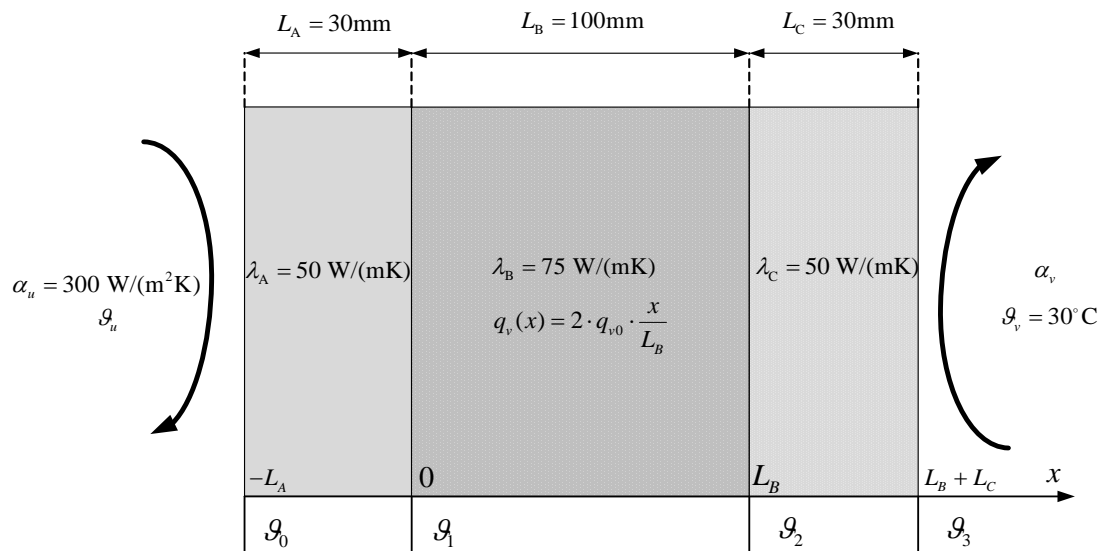 L_A = 30mm
L_B = 100mm
L_C = 30mm
α_u = 300 W/(m²K)
ϑ_u
λ_A = 50 W/(mK)
λ_B = 75 W/(mK)
q_v(x) = 2 · q_v0 · x/L_B
λ_C = 50 W/(mK)
α_v
ϑ_v = 30°C
−L_A
0
L_B
L_B + L_C
x
ϑ_0
ϑ_1
ϑ_2
ϑ_3